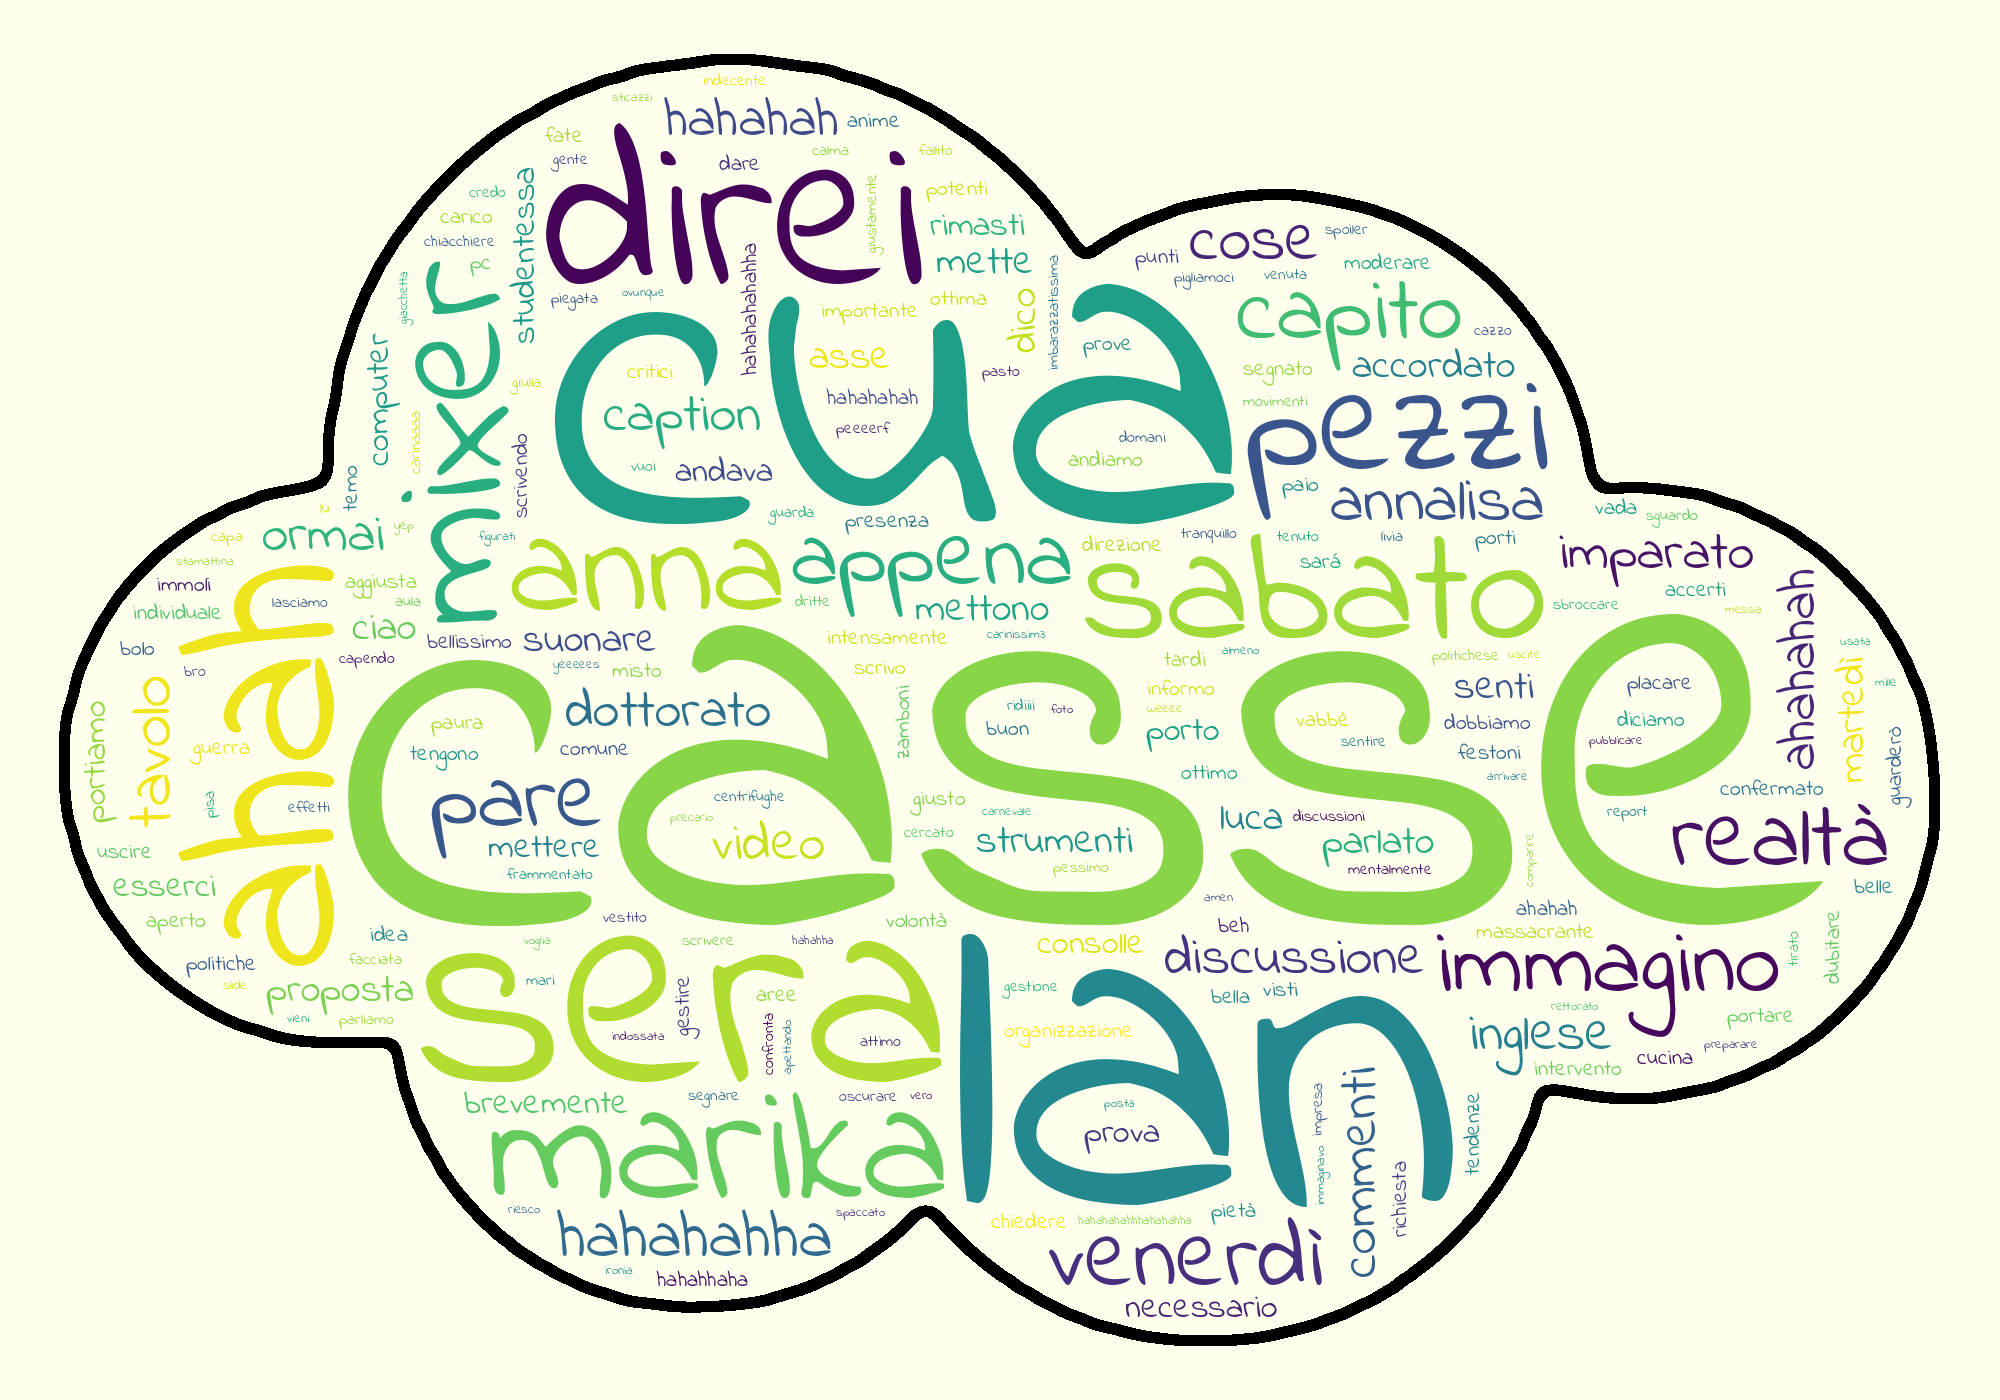 indecente
sticazzi
hahahah
anime
fate
direi
gente
dare
calma
fallito
credo
studentessa
giustamente
potenti
carico
rimasti
chiacchiere
mette
pc
hahahahahahha
imbarazzatissima
cose
spoiler
punti
moderare
pigliamoci
venuta
giacchetta
mixer
piegata
ovunque
cua
importante
ottima
dico
capito
cazzo
computer
critici
asse
prove
segnato
accordato
giulia
pasto
caption
hahahahah
movimenti
pezzi
carinaaaa
peeeerf
domani
vuoi
andava
andiamo
scrivendo
temo
paio
annalisa
lu
guarda
presenza
vada
sguardo
capa
ormai
yep
figurati
anna
appena
direzione
tranquillo
tenuto
livia
porti
imparato
stamattina
immoli
aggiusta
sabato
sará
accerti
ahah
individuale
lasciamo
aula
dritte
mettono
sbroccare
messa
ahahahah
ciao
bolo
bellissimo
suonare
intensamente
carinissim3
almeno
politichese
uscite
usata
bro
capendo
yeeeees
misto
scrivo
tardi
casse
martedì
mille
tavolo
portiamo
dottorato
zamboni
ridiiii
foto
informo
weeee
senti
placare
paura
buon
porto
vabbè
dobbiamo
diciamo
guerra
tengono
comune
sentire
festoni
pubblicare
guarderò
pisa
effetti
pare
centrifughe
giusto
ottimo
arrivare
confermato
precario
carnevale
luca
discussioni
report
uscire
mettere
video
cercato
strumenti
parlato
realtà
esserci
frammentato
pessimo
mentalmente
comparire
belle
aperto
vestito
volontà
amen
beh
ahahah
massacrante
idea
voglia
scrivere
hahahha
consolle
discussione
immagino
tirato
dubitare
politiche
facciata
sera
lan
slide
proposta
mari
gestire
aree
gestione
bella
visti
rettorato
vieni
parliamo
indossata
confronta
apettando
attimo
organizzazione
inglese
portare
cucina
preparare
intervento
brevemente
segnare
oscurare
vero
posta
impresa
commenti
tendenze
marika
prova
immaginavo
richiesta
riesco
spaccato
chiedere
hahahahahhhahahahha
pietà
hahahahha
venerdì
ironia
hahahhaha
necessario